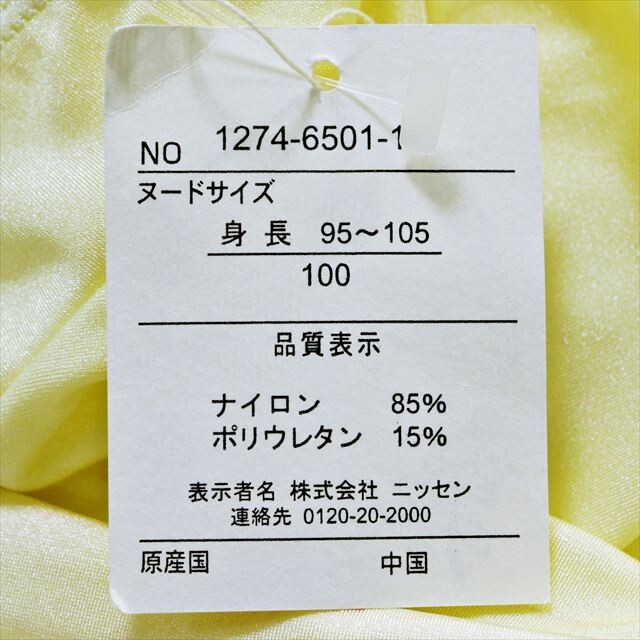 NO 1274-6501-1
ヌードサイズ
身長 95～105
100
品質表示
ナイロン 85%
ポリウレタン 15%
表示者名 株式会社 ニッセン
連絡先 0120-20-2000
原産国 中国